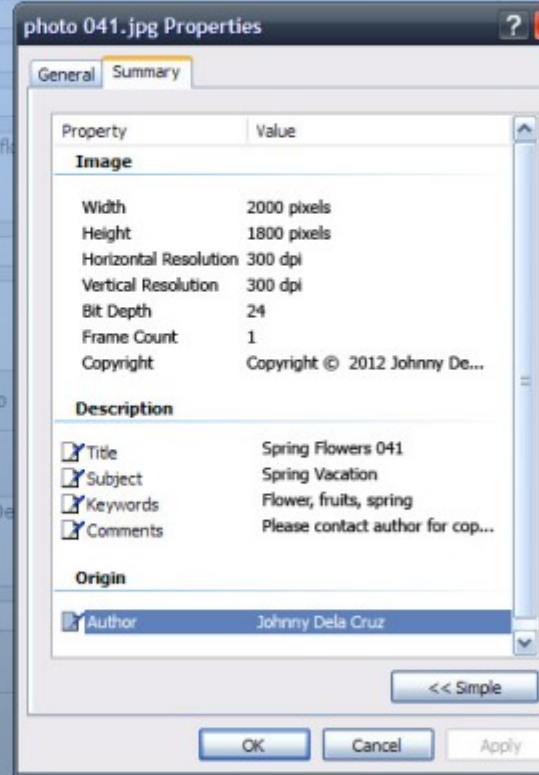 photo 041.jpg Properties
?
General Summary
Property Value
Image
Width 2000 pixels
Height 1800 pixels
Horizontal Resolution 300 dpi
Vertical Resolution 300 dpi
Bit Depth 24
Frame Count 1
Copyright Copyright © 2012 Johnny De...
Description
Title Spring Flowers 041
Subject Spring Vacation
Keywords Flower, fruits, spring
Comments Please contact author for cop...
Origin
Author Johnny Dela Cruz
<< Simple
OK Cancel Apply